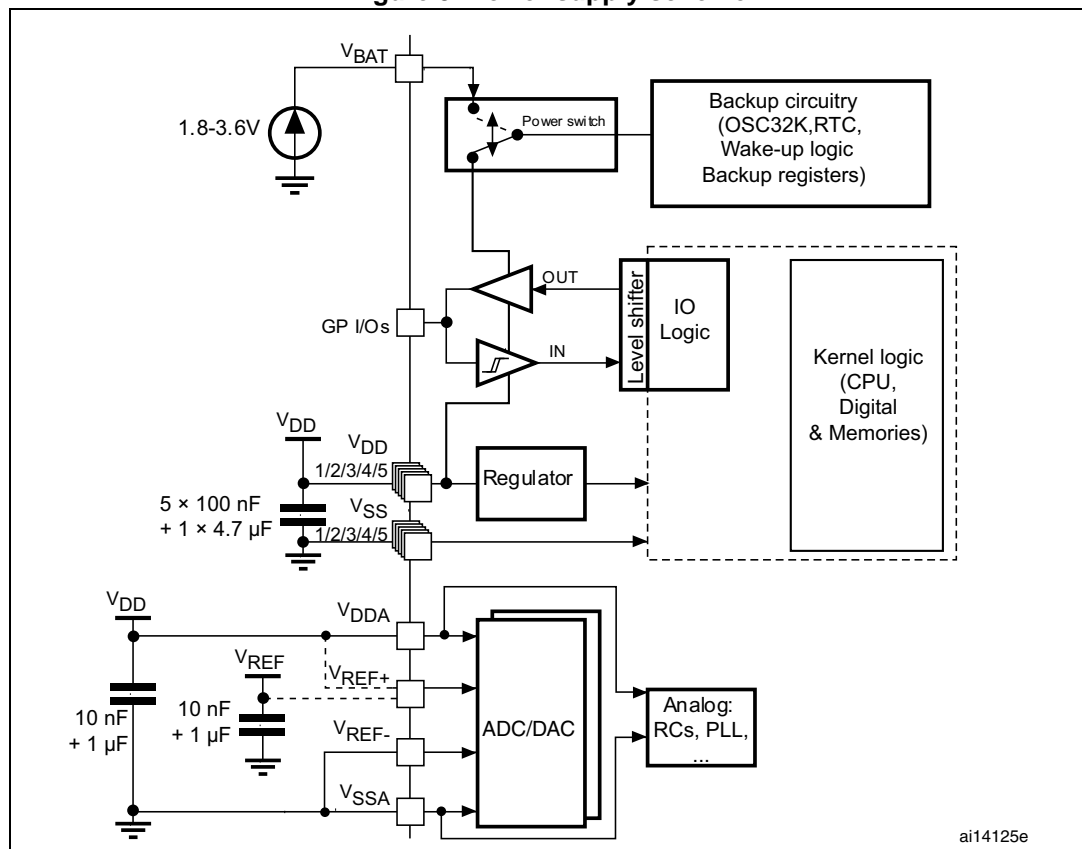 VBAT
1.8-3.6V
Power switch
Backup circuitry
(OSC32K,RTC,
Wake-up logic
Backup registers)
OUT
GP I/Os
IN
Level shifter
IO
Logic
Kernel logic
(CPU,
Digital
& Memories)
VDD
VDD
1/2/3/4/5
Regulator
5 × 100 nF
+ 1 × 4.7 µF
VSS
1/2/3/4/5
VDD
VDDA
VREF
VREF+
10 nF
+ 1 µF
10 nF
+ 1 µF
VREF-
VSSA
ADC/DAC
Analog:
RCs, PLL,
...
ai14125e